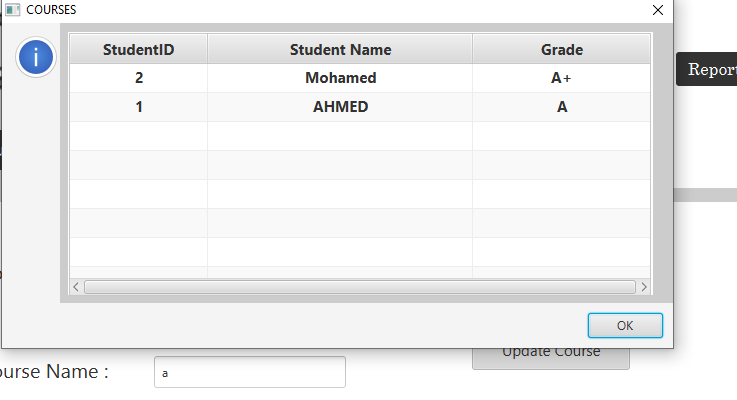 COURSES
StudentID Student Name Grade
2 Mohamed A+
1 AHMED A
Report
OK
Update Course
ourse Name : a